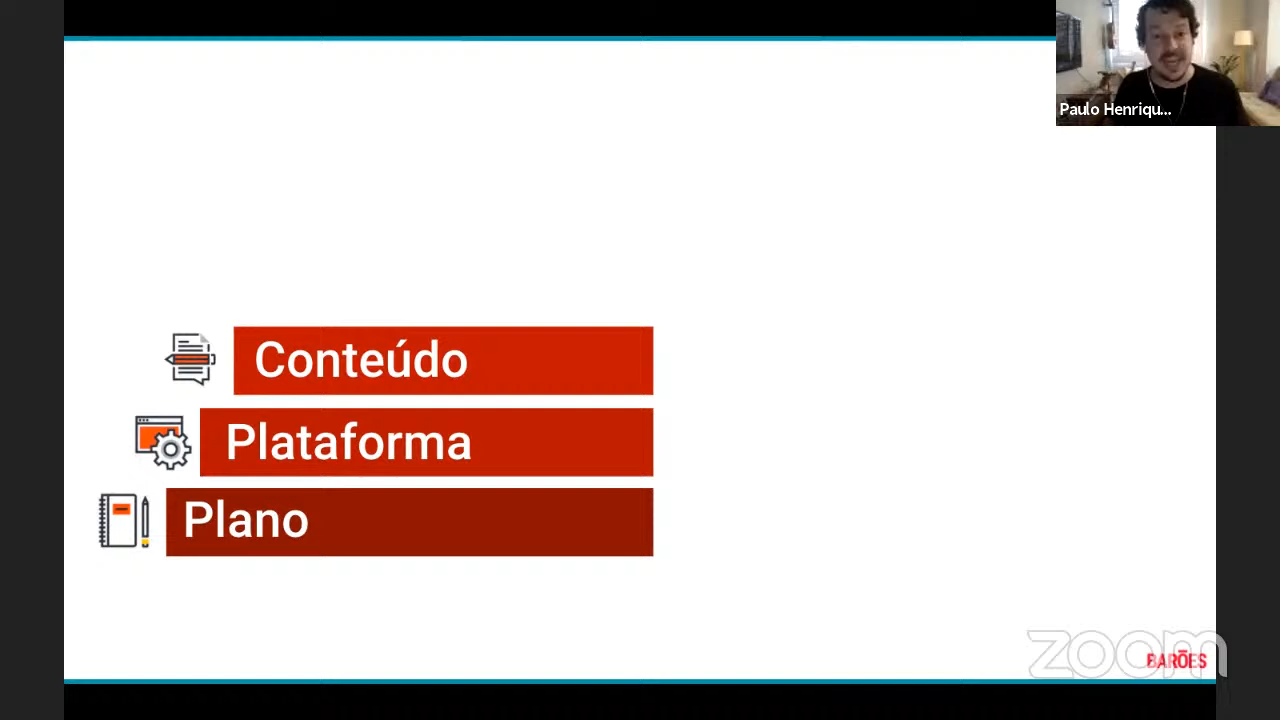 Paulo Henriqu...
Conteúdo
Plataforma
Plano
zoom
BARÕES